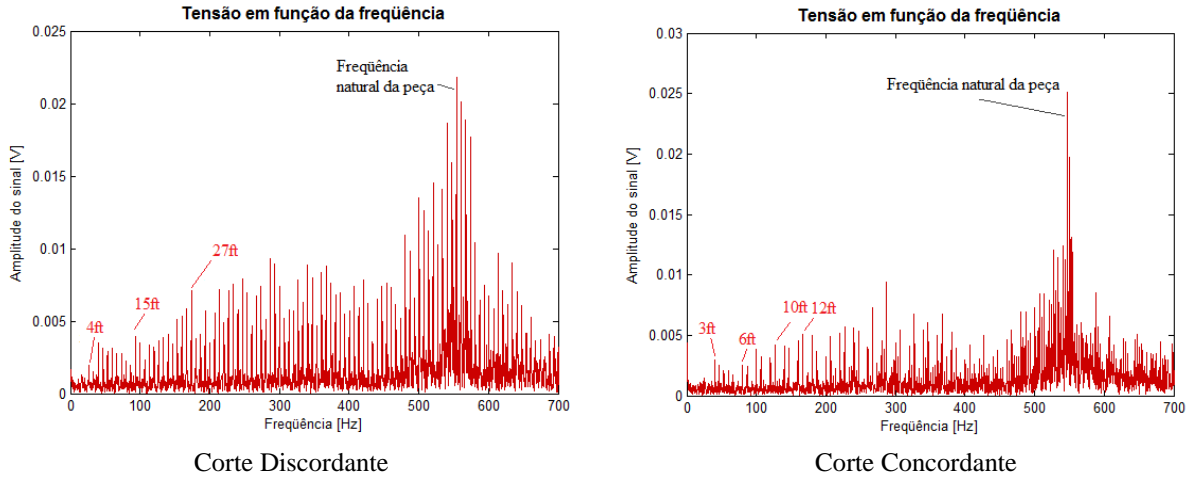 Tensão em função da freqüência
0.025
0.02
0.015
0.01
0.005
0
Amplitude do sinal [V]
Freqüência
natural da peça
4ft
15ft
27ft
0 100 200 300 400 500 600 700
Freqüência [Hz]
Corte Discordante
Tensão em função da freqüência
0.03
0.025
0.02
0.015
0.01
0.005
0
Amplitude do sinal [V]
Freqüência natural da peça
3ft
6ft
10ft
12ft
0 100 200 300 400 500 600 700
Freqüência [Hz]
Corte Concordante